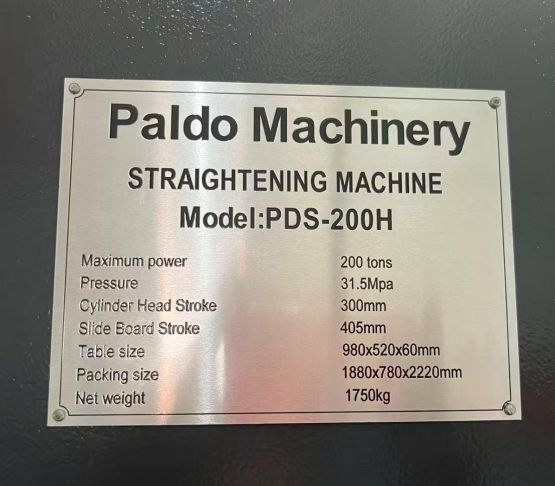 Paldo Machinery
STRAIGHTENING MACHINE
Model:PDS-200H
Maximum power 200 tons
Pressure 31.5Mpa
Cylinder Head Stroke 300mm
Slide Board Stroke 405mm
Table size 980x520x60mm
Packing size 1880x780x2220mm
Net weight 1750kg